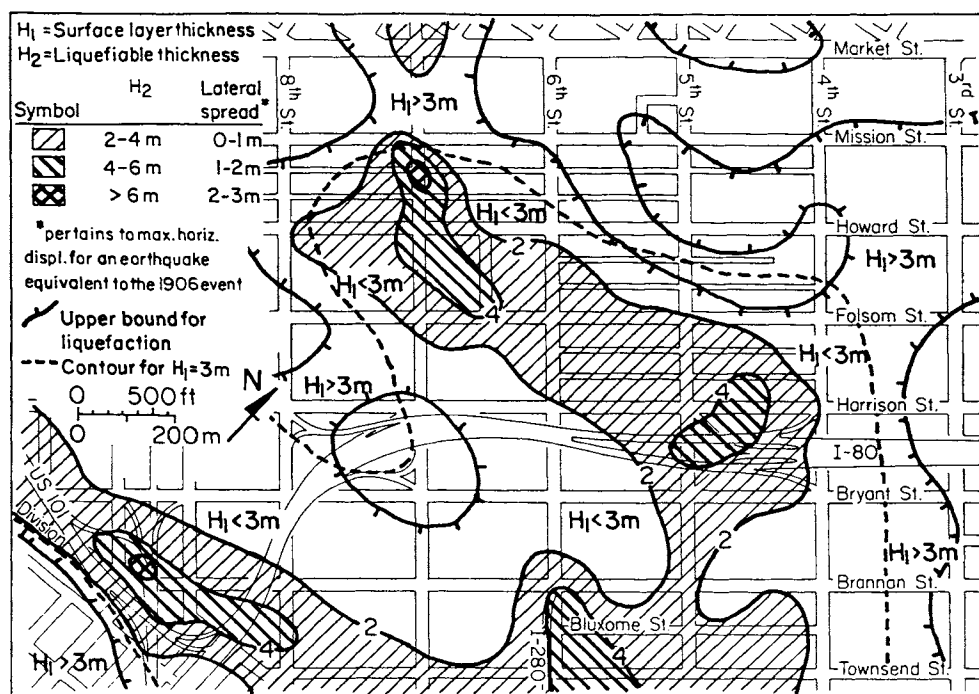 H₁ = Surface layer thickness
H₂ = Liquefiable thickness
H₂ Lateral
Symbol spread*
2-4 m 0-1m
4-6 m 1-2m
>6 m 2-3m
*pertains to max. horiz.
displ. for an earthquake
equivalent to the 1906 event
Upper bound for
liquefaction
Contour for H₁=3m
0 500 ft
0 200 m
N
8th St.
6th St.
5th St.
4th St.
3rd St.
Market St.
Mission St.
Howard St.
Folsom St.
Harrison St.
I-80
Bryant St.
Brannan St.
Bluxome St
Townsend St.
I-280
US 101
Division
H₁>3m
H₁<3m
2
H₁>3m
H₁<3m
4
H₁<3m
H₁>3m
4
2
H₁<3m
H₁<3m
2
H₁>3m
2
4
4
H₁>3m